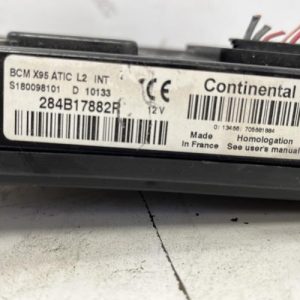 BCM X95 ATIC L2 INT
S180098101 D 10133
284B17882R
12V
CE
Continental
Made in France
Homologation See user's manual